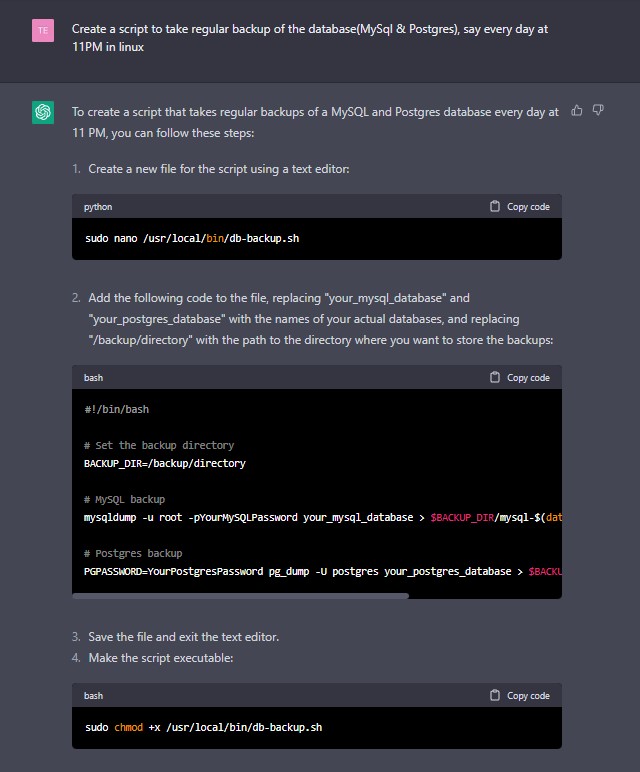 TE
Create a script to take regular backup of the database(MySql & Postgres), say every day at
11PM in linux
To create a script that takes regular backups of a MySQL and Postgres database every day at
11 PM, you can follow these steps:
1. Create a new file for the script using a text editor:
python Copy code
sudo nano /usr/local/bin/db-backup.sh
2. Add the following code to the file, replacing "your_mysql_database" and
"your_postgres_database" with the names of your actual databases, and replacing
"/backup/directory" with the path to the directory where you want to store the backups:
bash Copy code
#!/bin/bash
# Set the backup directory
BACKUP_DIR=/backup/directory
# MySQL backup
mysqldump -u root -pYourMySQLPassword your_mysql_database > $BACKUP_DIR/mysql-$(dat
# Postgres backup
PGPASSWORD=YourPostgresPassword pg_dump -U postgres your_postgres_database > $BACKU
3. Save the file and exit the text editor.
4. Make the script executable:
bash Copy code
sudo chmod +x /usr/local/bin/db-backup.sh